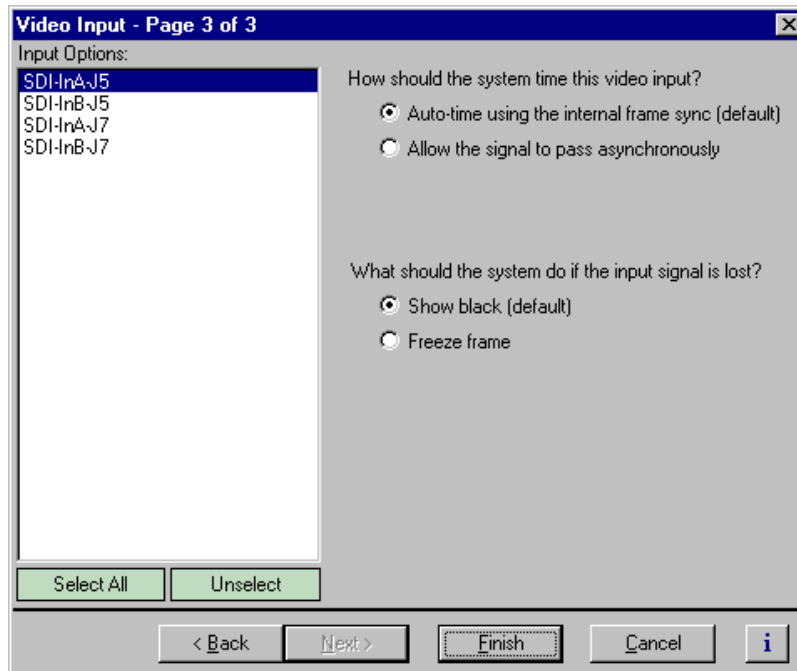 Video Input - Page 3 of 3
Input Options:
SDI-InA-J5
SDI-InB-J5
SDI-InA-J7
SDI-InB-J7
How should the system time this video input?
Auto-time using the internal frame sync (default)
Allow the signal to pass asynchronously
What should the system do if the input signal is lost?
Show black (default)
Freeze frame
Select All
Unselect
< Back
Next >
Finish
Cancel
i